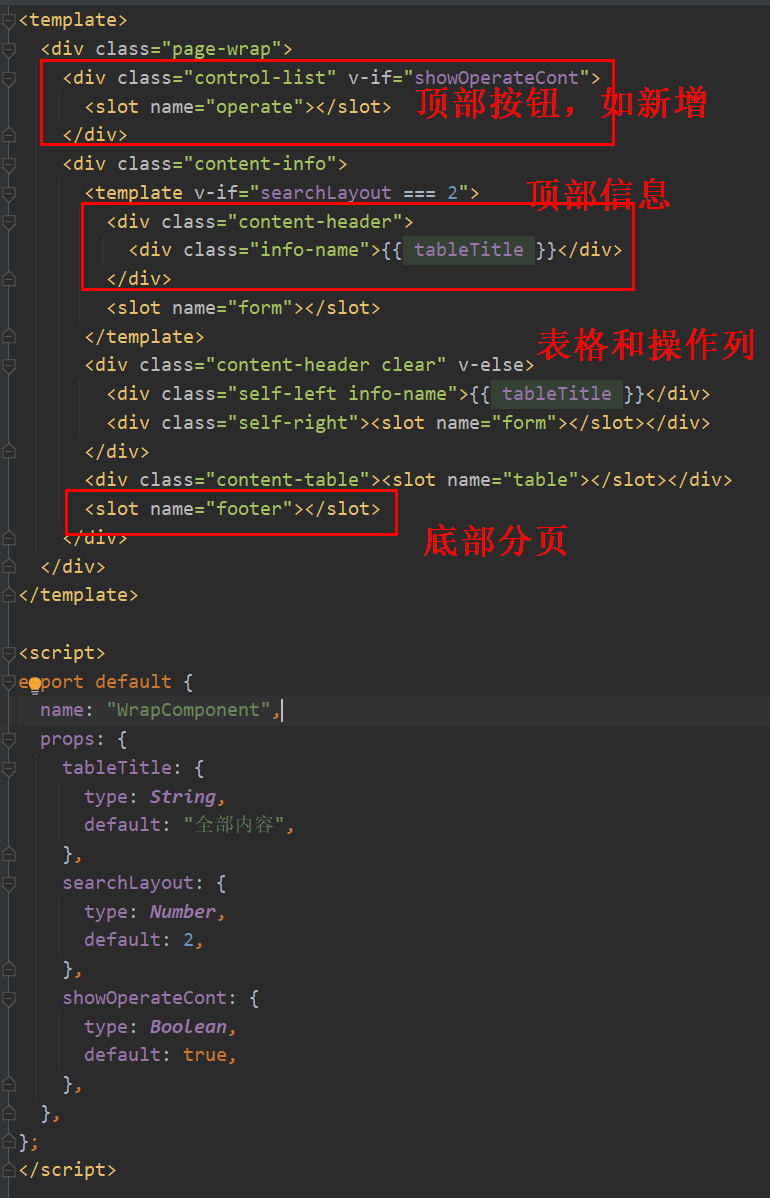 <template>
<div class="page-wrap">
<div class="control-list" v-if="showOperateCont">
<slot name="operate"></slot> 顶部按钮，如新增
</div>
<div class="content-info">
<template v-if="searchLayout === 2"> 顶部信息
<div class="content-header">
<div class="info-name">{{ tableTitle }}</div>
</div>
<slot name="form"></slot>
</template> 表格和操作列
<div class="content-header clear" v-else>
<div class="self-left info-name">{{ tableTitle }}</div>
<div class="self-right"><slot name="form"></slot></div>
</div>
<div class="content-table"><slot name="table"></slot></div>
<slot name="footer"></slot>
</div> 底部分页
</div>
</template>
<script>
export default {
name: "WrapComponent",
props: {
tableTitle: {
type: String,
default: "全部内容",
},
searchLayout: {
type: Number,
default: 2,
},
showOperateCont: {
type: Boolean,
default: true,
},
},
};
</script>